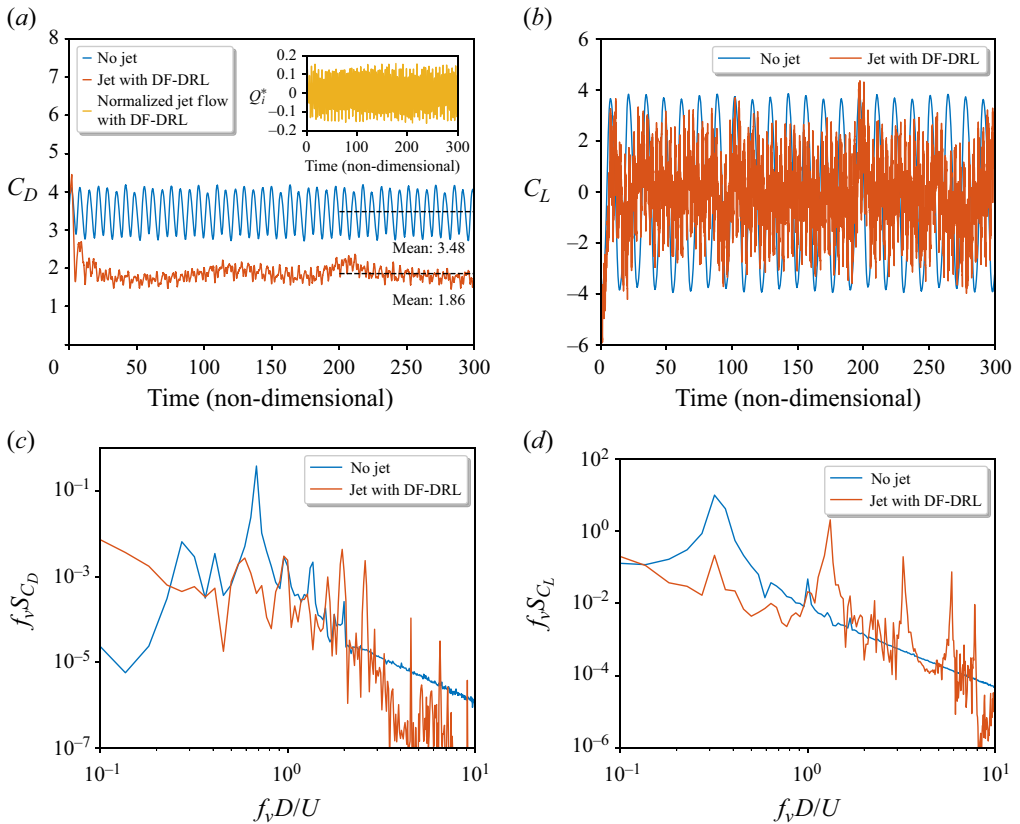 (a)
8
7
6
5
4
3
2
1
0
C_D
No jet
Jet with DF-DRL
Normalized jet flow
with DF-DRL
0.2
0.1
0
−0.1
−0.2
Q_i^*
0 100 200 300
Time (non-dimensional)
Mean: 3.48
Mean: 1.86
50 100 150 200 250 300
Time (non-dimensional)
(b)
6
4
2
0
−2
−4
−6
C_L
No jet
Jet with DF-DRL
0 50 100 150 200 250 300
Time (non-dimensional)
(c)
10^−1
10^−3
10^−5
10^−7
f_v S_{C_D}
No jet
Jet with DF-DRL
10^−1 10^0 10^1
f_v D/U
(d)
10^2
10^0
10^−2
10^−4
10^−6
f_v S_{C_L}
No jet
Jet with DF-DRL
10^−1 10^0 10^1
f_v D/U